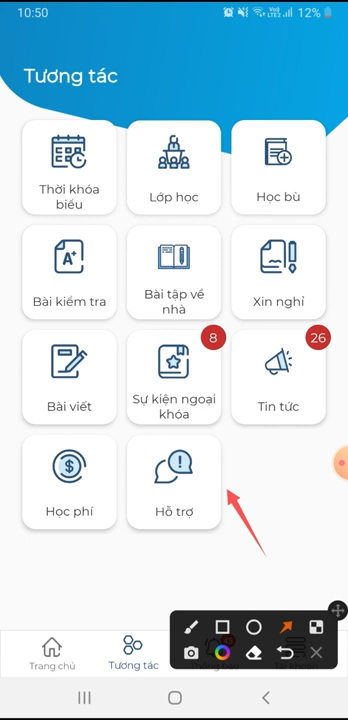 10:50
Vo))
LTE2
12%
Tương tác
Thời khóa
biểu
Lớp học
Học bù
A+
Bài kiểm tra
Bài tập về
nhà
Xin nghỉ
8
26
Bài viết
Sự kiện ngoại
khóa
Tin tức
$
!
Học phí
Hỗ trợ
Trang chủ
Tương tác